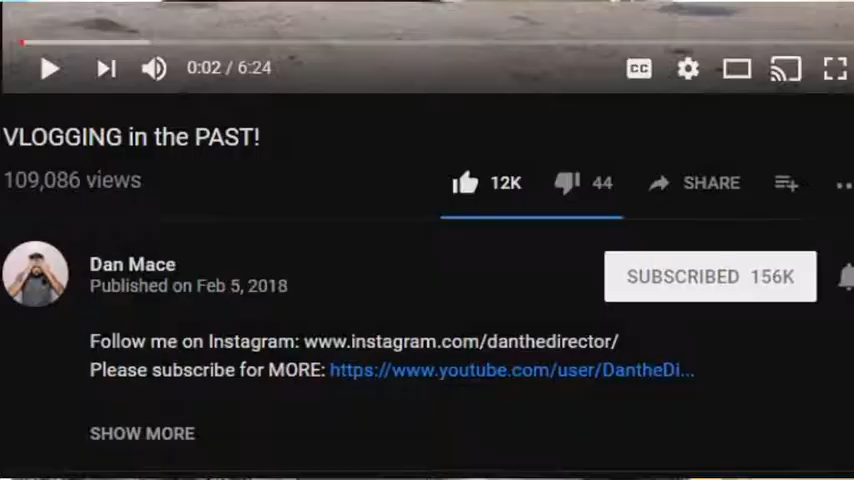 0:02 / 6:24 CC
VLOGGING in the PAST!
109,086 views
12K 44 SHARE
Dan Mace
Published on Feb 5, 2018
SUBSCRIBED 156K
Follow me on Instagram: www.instagram.com/danthedirector/
Please subscribe for MORE: https://www.youtube.com/user/DantheDi...
SHOW MORE